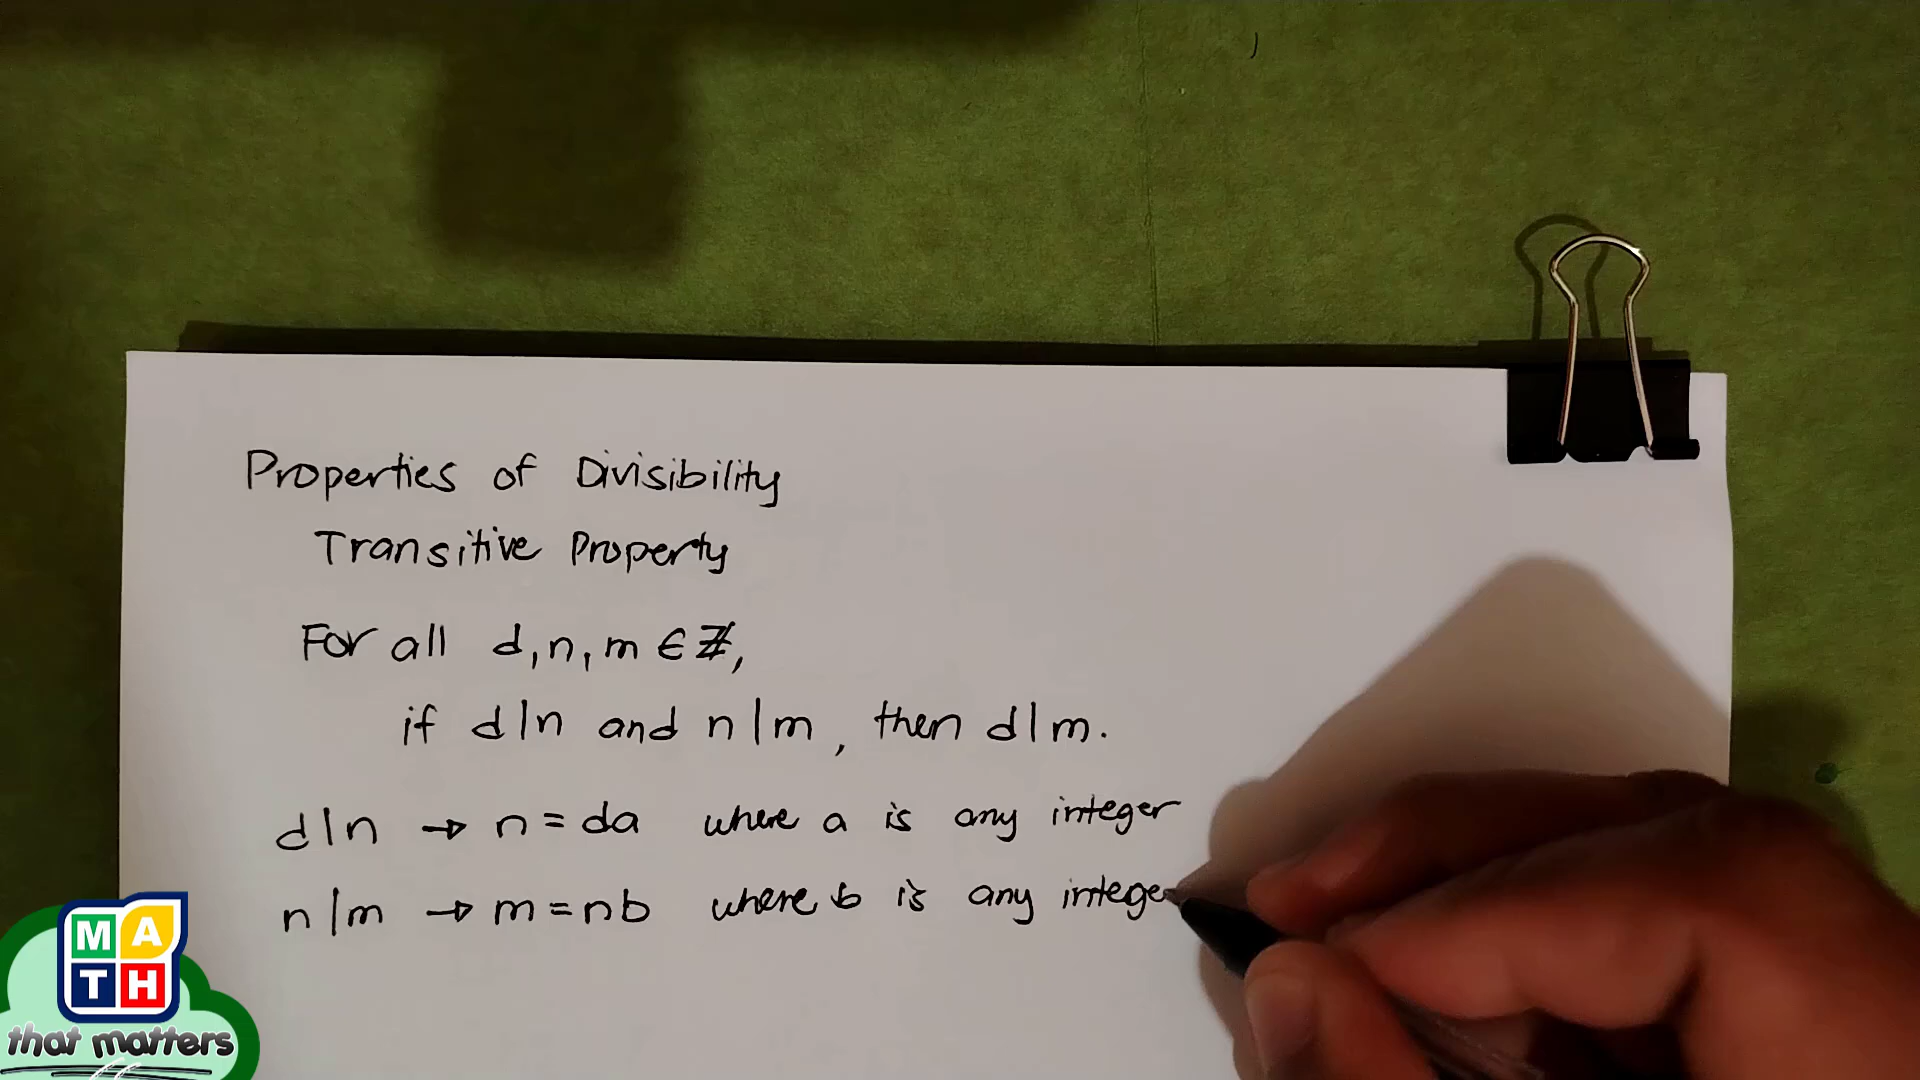 Properties of Divisibility
Transitive Property
For all d, n, m ∈ ℤ,
if d|n and n|m, then d|m.
d|n → n = da where a is any integer
n|m → m = nb where b is any intege
MATH
that matters